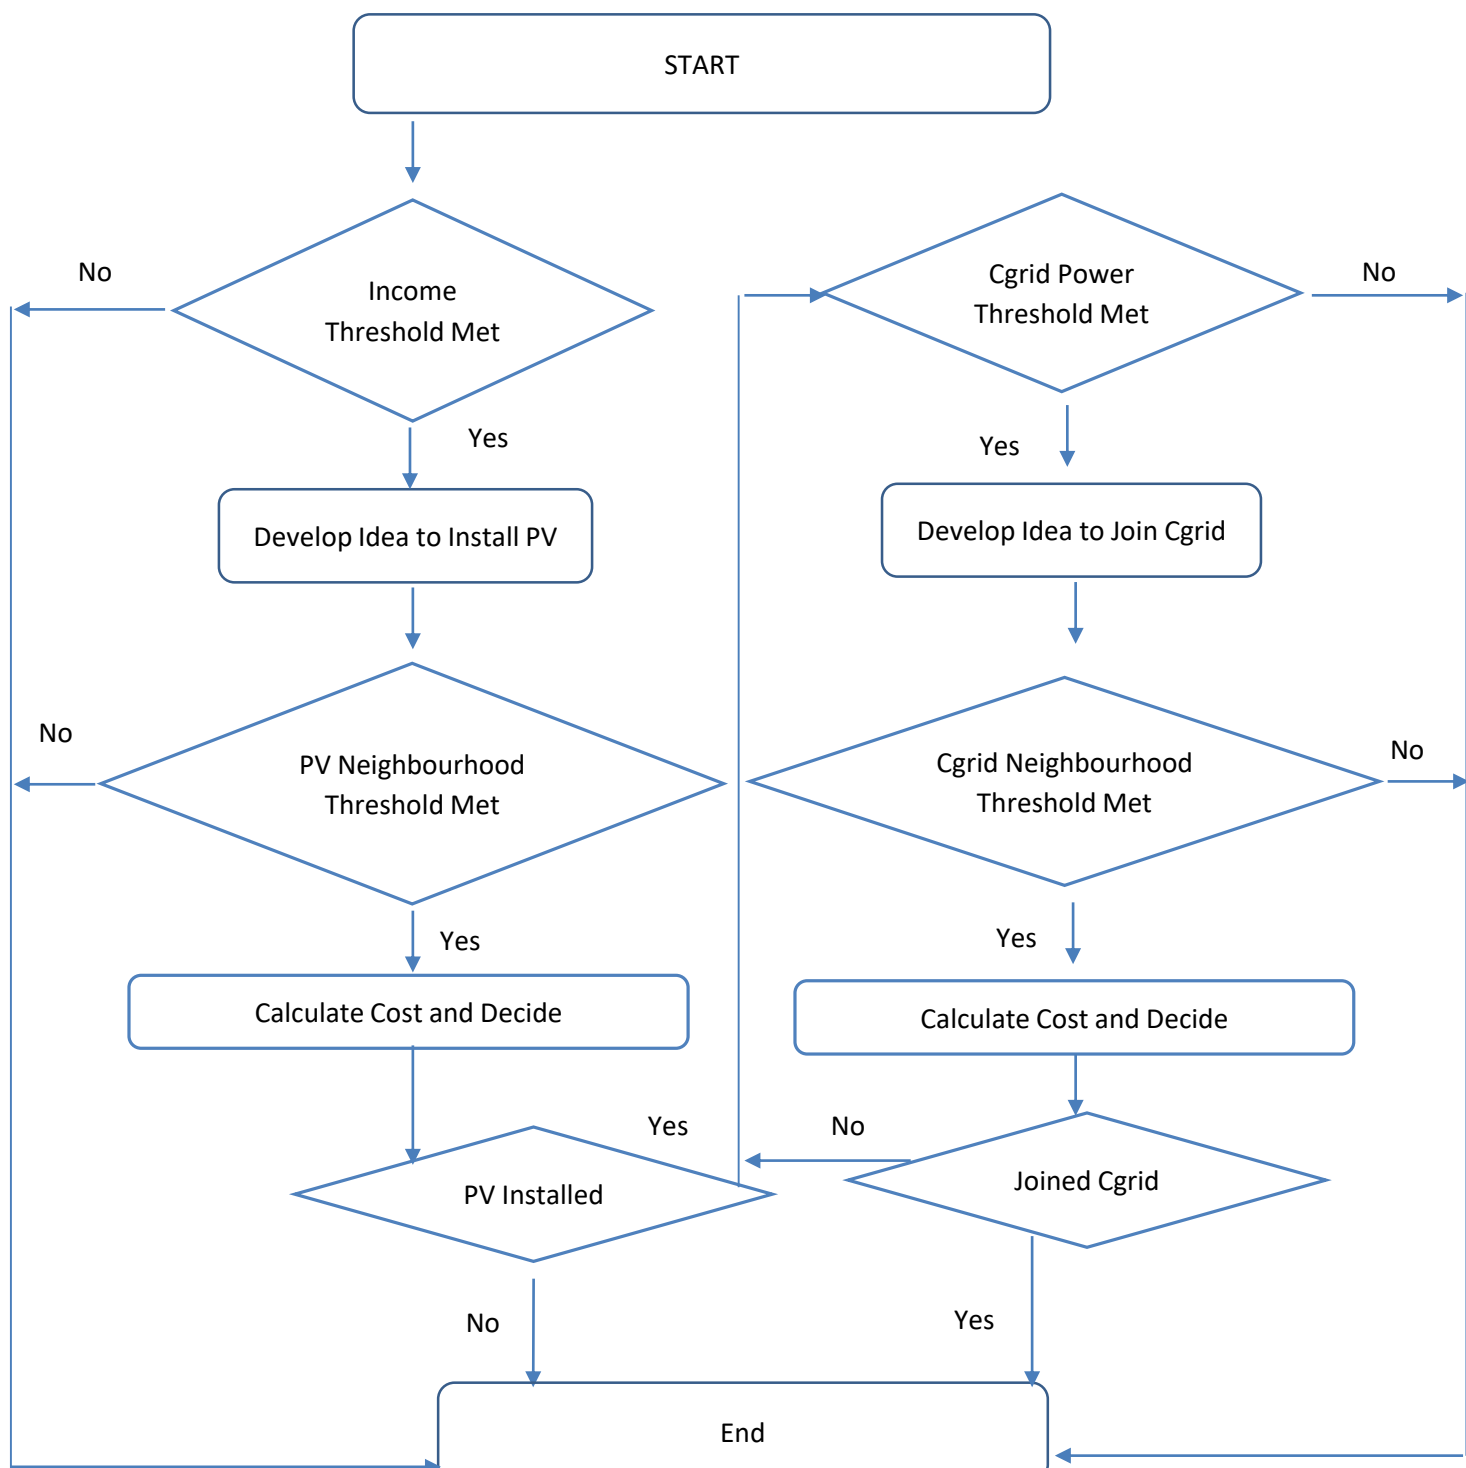 START
No
Income
Threshold Met
Yes
Develop Idea to Install PV
No
PV Neighbourhood
Threshold Met
Yes
Calculate Cost and Decide
Yes
PV Installed
No
Cgrid Power
Threshold Met
No
Yes
Develop Idea to Join Cgrid
Cgrid Neighbourhood
Threshold Met
No
Yes
Calculate Cost and Decide
No
Joined Cgrid
Yes
End